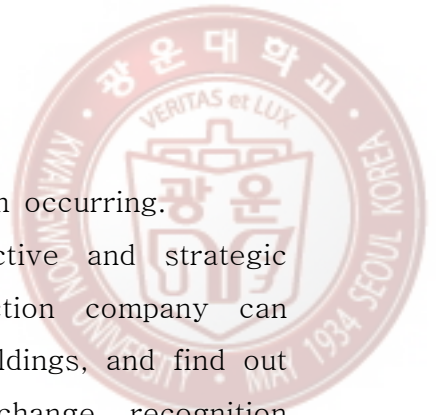 광운대학교
VERITAS et LUX
광운
KWANGWOON UNIVERSITY • MAY 1934 SEOUL KOREA
n occurring.
ctive and strategic
ction company can
ldings, and find out
change recognition